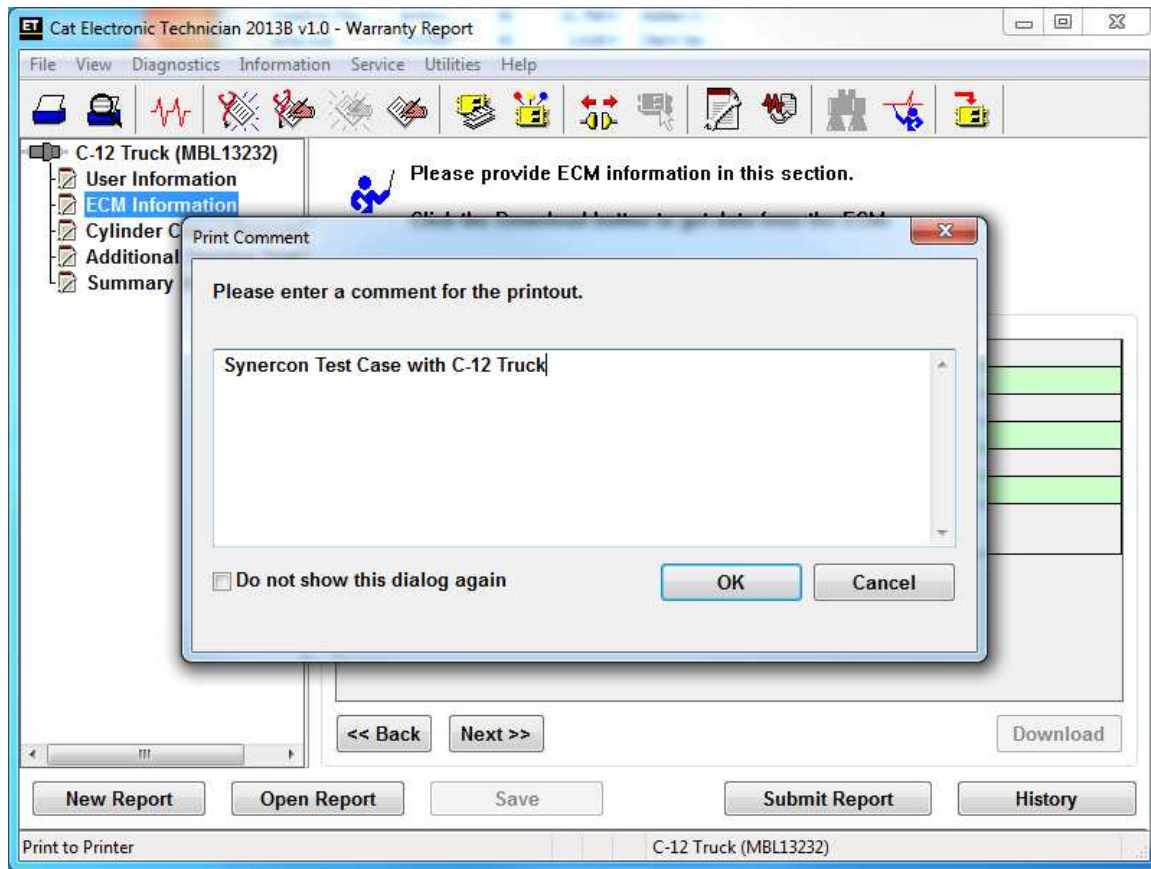 ET Cat Electronic Technician 2013B v1.0 - Warranty Report
File View Diagnostics Information Service Utilities Help
C-12 Truck (MBL13232)
User Information
ECM Information
Cylinder C
Additional
Summary
Please provide ECM information in this section.
Print Comment
Please enter a comment for the printout.
Synercon Test Case with C-12 Truck
Do not show this dialog again
OK Cancel
<< Back Next >> Download
New Report Open Report Save Submit Report History
Print to Printer C-12 Truck (MBL13232)